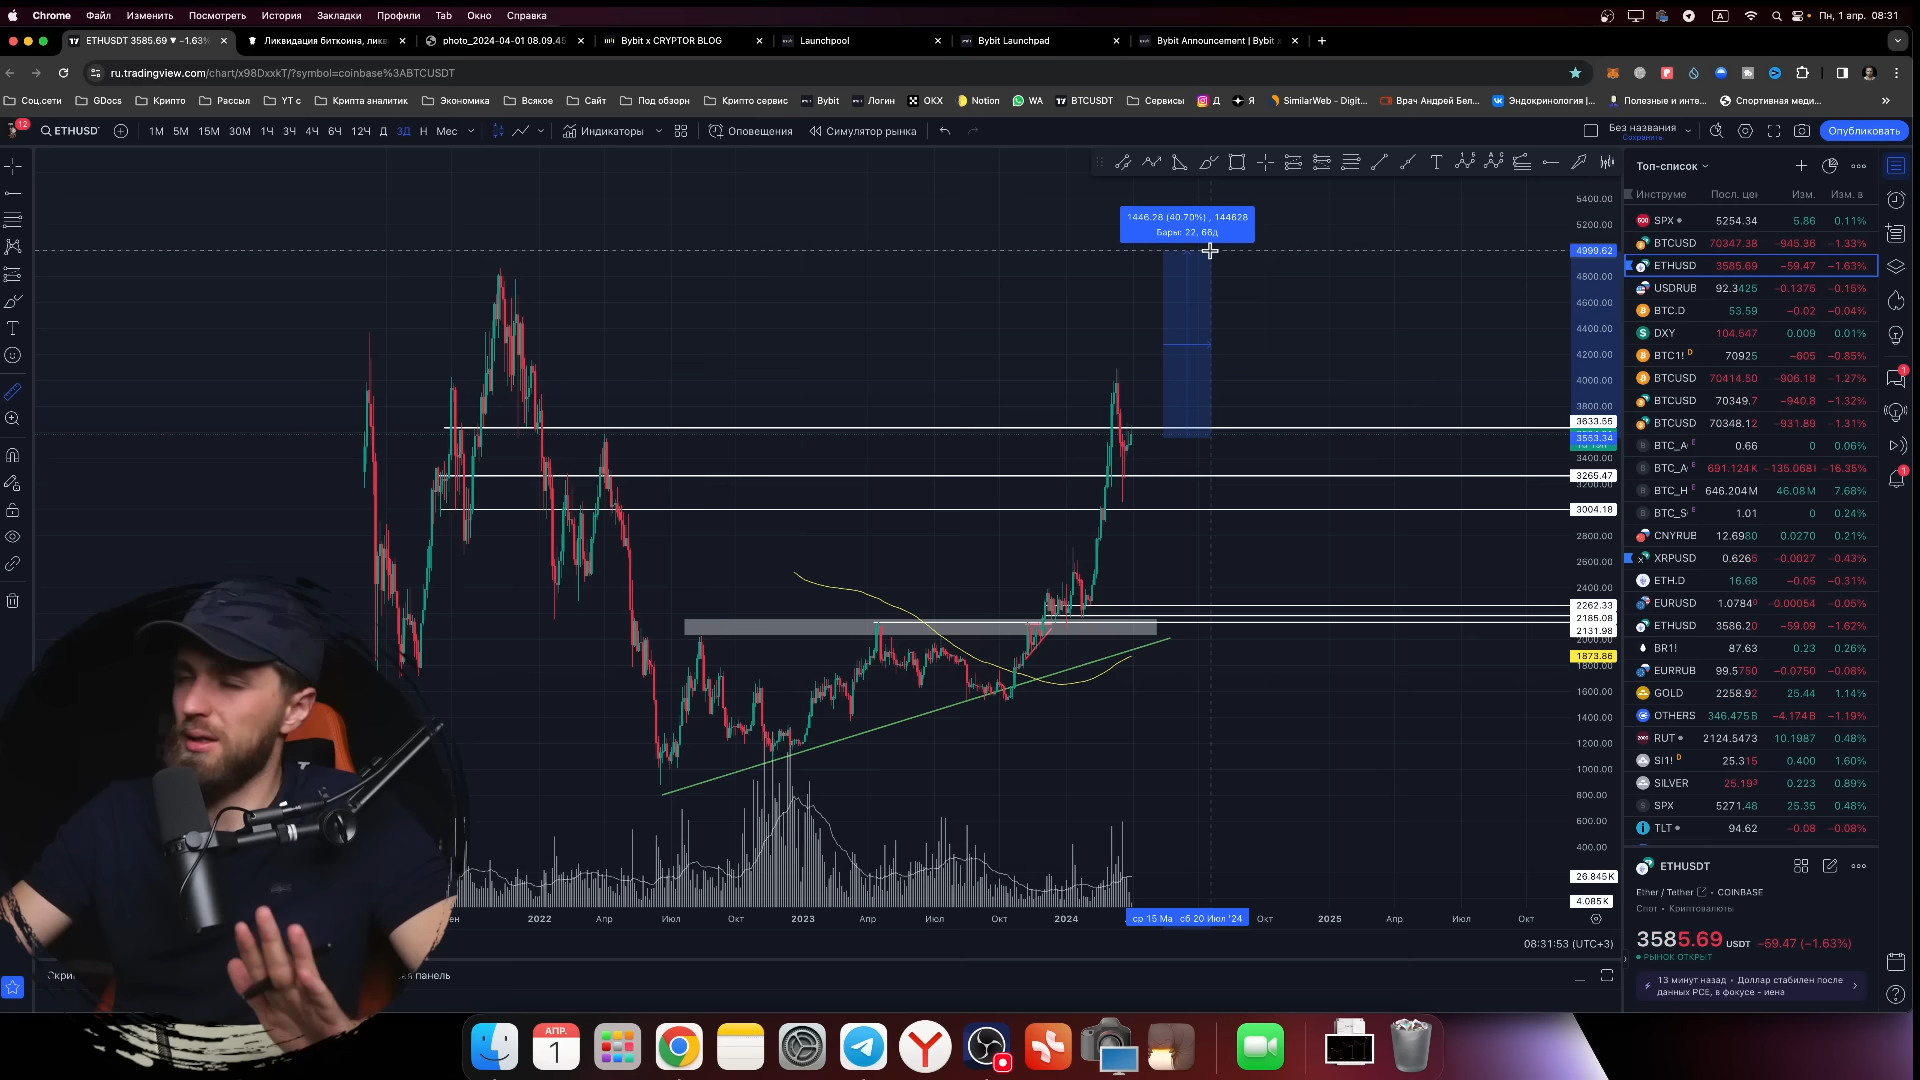 Chrome Файл Изменить Посмотреть История Закладки Профили Tab Окно Справка
A Пн, 1 апр. 08:31
ETHUSDT 3585.69 ▼ −1.63%
Ликвидация биткоина, лик
photo_2024-04-01 08.09.45
Bybit x CRYPTOR BLOG
Launchpool
Bybit Launchpad
Bybit Announcement | Bybit
ru.tradingview.com/chart/x98DxxkT/?symbol=coinbase%3ABTCUSDT
Соц.сети GDocs Крипто Рассыл YT c Крипта аналитик Экономика Всякое Сайт Под обзорн Крипто сервис Bybit Логин OKX Notion WA BTCUSDT Сервисы Д Я SimilarWeb - Digit... Врач Андрей Бел... Эндокринология |... Полезные и инте... Спортивная меди...
12 ETHUSD 1М 5М 15М 30М 1Ч 3Ч 4Ч 6Ч 12Ч Д 3Д Н Мес Индикаторы Оповещения Симулятор рынка Без названия Сохранить Опубликовать
1446.28 (40.70%) , 144628
Бары: 22, 66д
5400.00
5200.00
4999.62
4800.00
4600.00
4400.00
4200.00
4000.00
3800.00
3633.55
3553.34
3400.00
3265.47
3200.00
3004.18
2800.00
2600.00
2400.00
2262.33
2185.08
2131.98
2000.00
1873.86
1800.00
1600.00
1400.00
1200.00
1000.00
800.00
600.00
400.00
26.845K
4.085K
2022 Апр Июл Окт 2023 Апр Июл Окт 2024 ср 15 Ма сб 20 Июл '24 Окт 2025 Апр Июл Окт
08:31:53 (UTC+3)
Скри
панель
Топ-список
Инструме Посл. цен Изм. Изм. в
SPX 5254.34 5.86 0.11%
BTCUSD 70347.38 −945.36 −1.33%
ETHUSD 3585.69 −59.47 −1.63%
USDRUB 92.3425 −0.1375 −0.15%
BTC.D 53.59 −0.02 −0.04%
DXY 104.547 0.009 0.01%
BTC1! D 70925 −605 −0.85%
BTCUSD 70414.50 −906.18 −1.27%
BTCUSD 70349.7 −940.8 −1.32%
BTCUSD 70348.12 −931.89 −1.31%
BTC_A E 0.66 0 0.06%
BTC_A E 691.124K −135.068K −16.35%
BTC_H E 646.204M 46.08M 7.68%
BTC_S E 1.01 0 0.24%
CNYRUB 12.6980 0.0270 0.21%
XRPUSD 0.6265 −0.0027 −0.43%
ETH.D 16.68 −0.05 −0.31%
EURUSD 1.0784 −0.00054 −0.05%
ETHUSD 3586.20 −59.09 −1.62%
BR1! 87.63 0.23 0.26%
EURRUB 99.5750 −0.0750 −0.08%
GOLD 2258.92 25.44 1.14%
OTHERS 346.475B −4.174B −1.19%
RUT 2124.5473 10.1987 0.48%
SI1! D 25.315 0.400 1.60%
SILVER 25.193 0.223 0.89%
SPX 5271.48 25.35 0.48%
TLT 94.62 −0.08 −0.08%
ETHUSDT
Ether / Tether • COINBASE
Спот • Криптовалюты
3585.69 USDT −59.47 (−1.63%)
РЫНОК ОТКРЫТ
13 минут назад • Доллар стабилен после
данных PCE, в фокусе - иена
АПР.
1